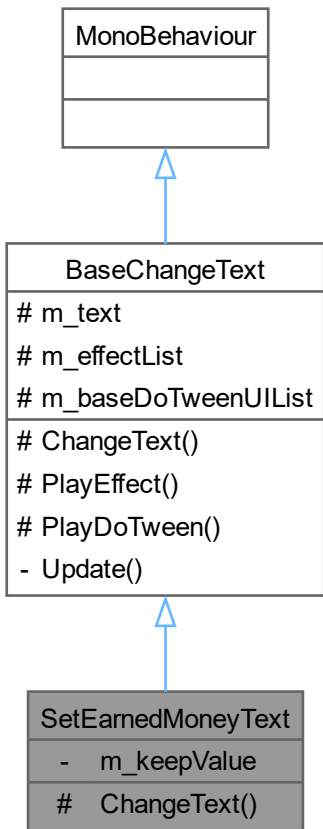 MonoBehaviour
BaseChangeText
# m_text
# m_effectList
# m_baseDoTweenUIList
# ChangeText()
# PlayEffect()
# PlayDoTween()
- Update()
SetEarnedMoneyText
- m_keepValue
# ChangeText()